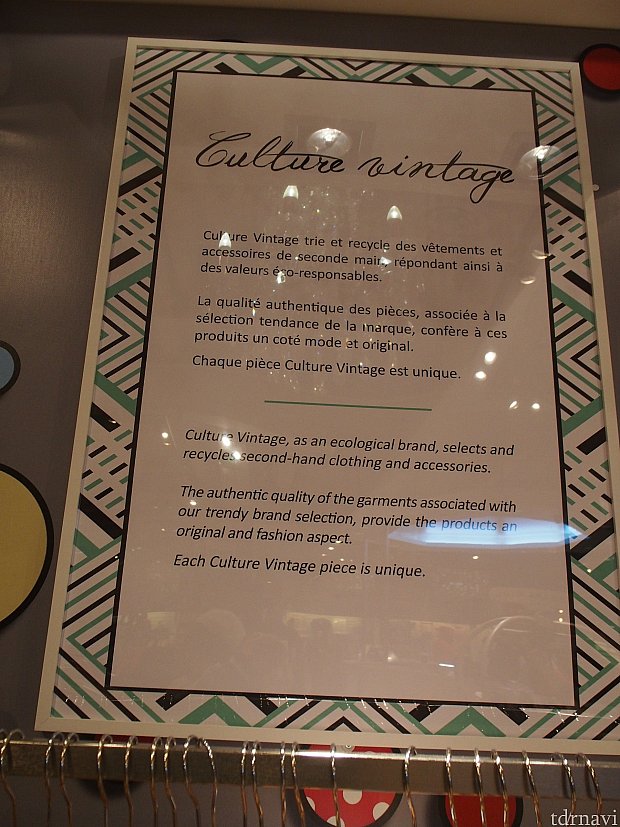 Culture vintage
Culture Vintage trie et recycle des vêtements et
accessoires de seconde main, répondant ainsi à
des valeurs éco-responsables.
La qualité authentique des pièces, associée à la
sélection tendance de la marque, confère à ces
produits un coté mode et original.
Chaque pièce Culture Vintage est unique.
Culture Vintage, as an ecological brand, selects and
recycles second-hand clothing and accessories.
The authentic quality of the garments associated with
our trendy brand selection, provide the products an
original and fashion aspect.
Each Culture Vintage piece is unique.
tdrnavi